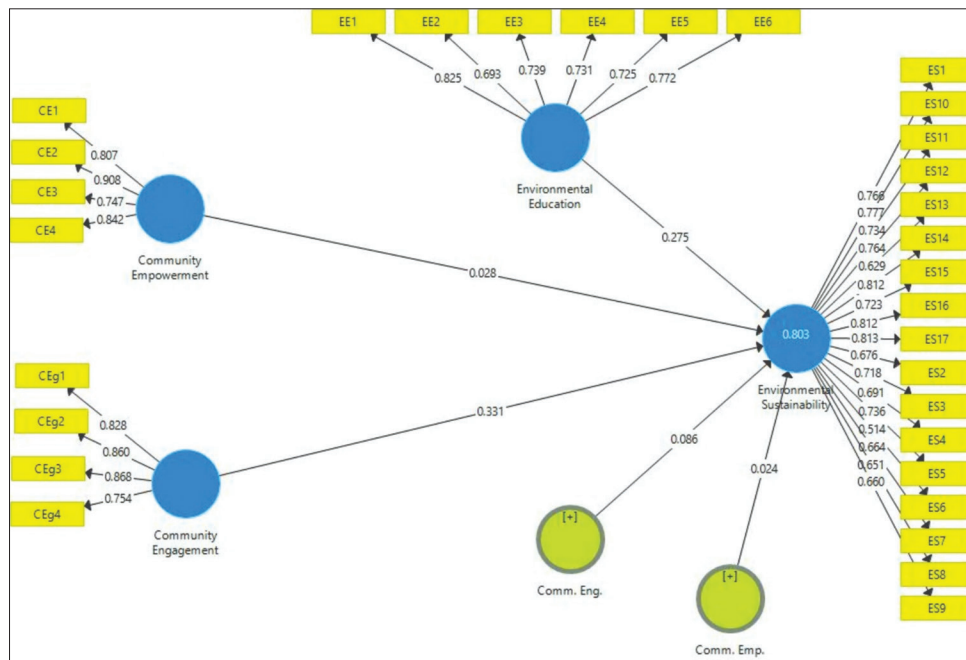 EE1 EE2 EE3 EE4 EE5 EE6
0.825 0.693 0.739 0.731 0.725 0.772
Environmental
Education
CE1
CE2
CE3
CE4
0.807
0.908
0.747
0.842
Community
Empowerment
CEg1
CEg2
CEg3
CEg4
0.828
0.860
0.868
0.754
Community
Engagement
0.275
0.028
0.331
0.086
0.024
[+]
Comm. Eng.
[+]
Comm. Emp.
0.803
Environmental
Sustainability
0.766
0.777
0.734
0.764
0.629
0.812
0.723
0.812
0.813
0.676
0.718
0.691
0.736
0.514
0.664
0.651
0.660
ES1
ES10
ES11
ES12
ES13
ES14
ES15
ES16
ES17
ES2
ES3
ES4
ES5
ES6
ES7
ES8
ES9